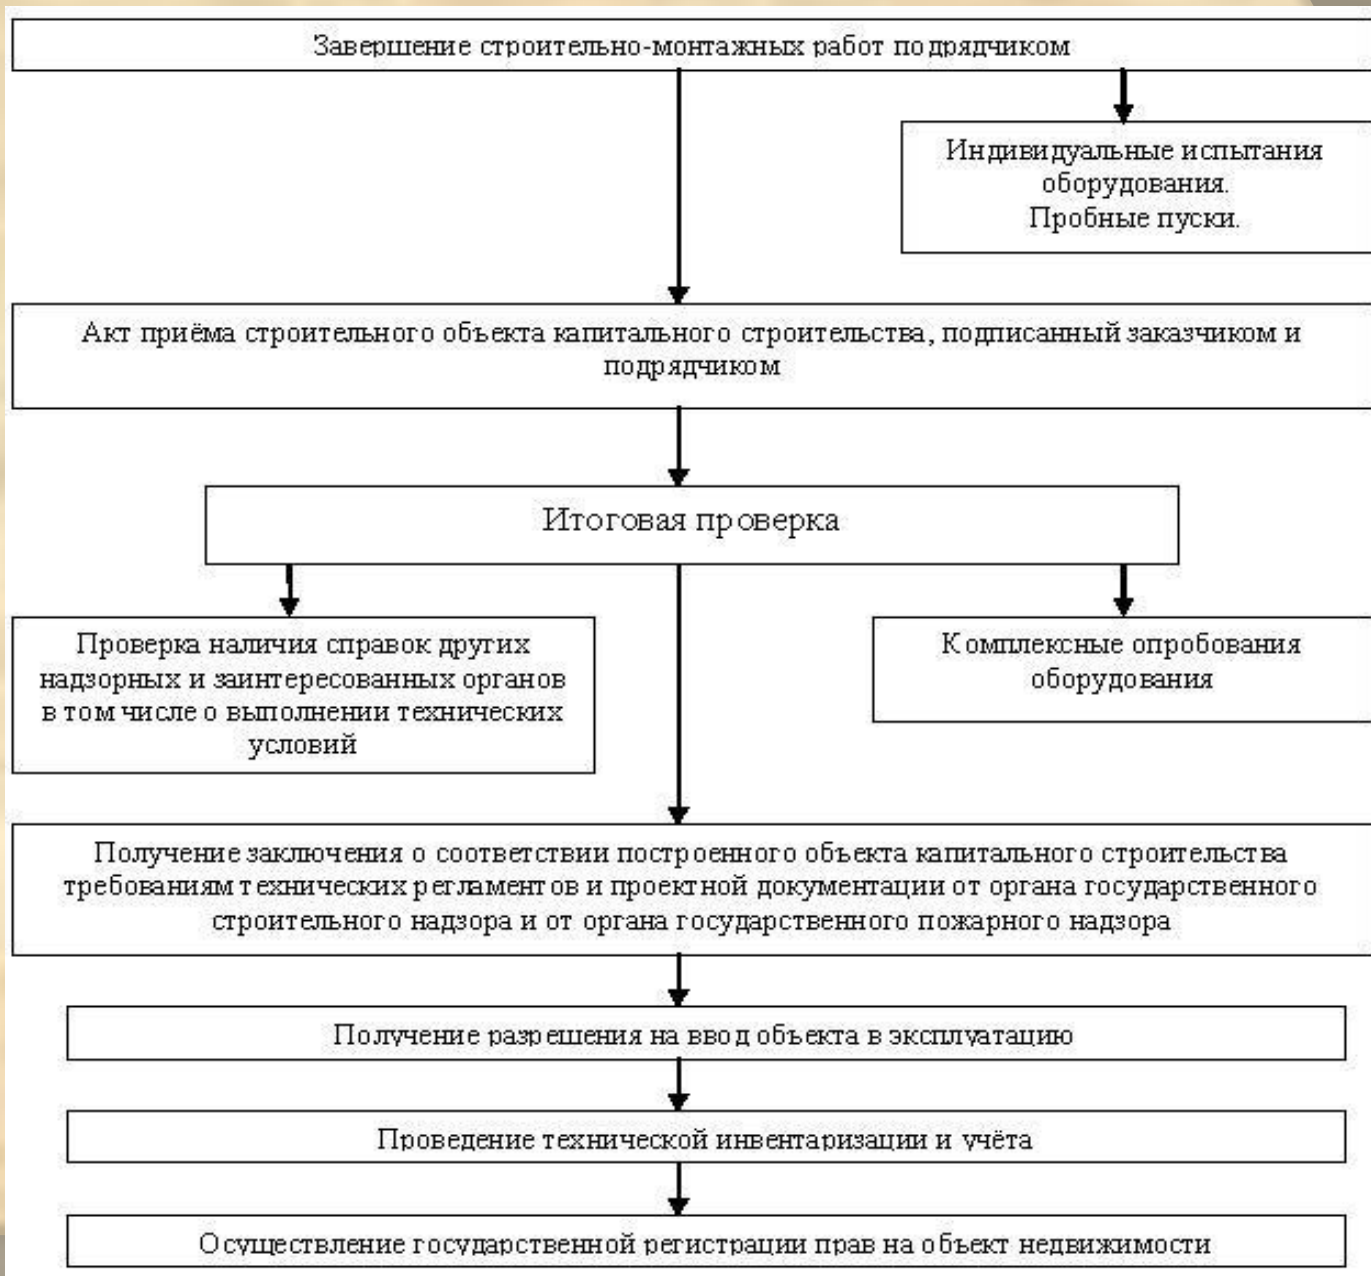 Завершение строительно-монтажных работ подрядчиком
Индивидуальные испытания
оборудования.
Пробные пуски.
Акт приёма строительного объекта капитального строительства, подписанный заказчиком и
подрядчиком
Итоговая проверка
Проверка наличия справок других
надзорных и заинтересованных органов
в том числе о выполнении технических
условий
Комплексные опробования
оборудования
Получение заключения о соответствии построенного объекта капитального строительства
требованиям технических регламентов и проектной документации от органа государственного
строительного надзора и от органа государственного пожарного надзора
Получение разрешения на ввод объекта в эксплуатацию
Проведение технической инвентаризации и учёта
Осуществление государственной регистрации прав на объект недвижимости